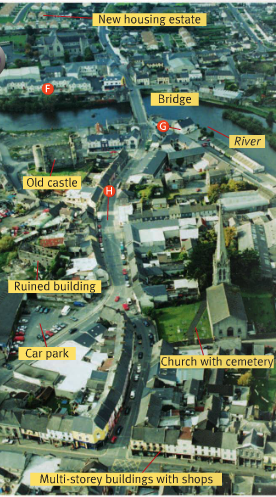 New housing estate
F
Bridge
G
River
Old castle
H
Ruined building
Car park
Church with cemetery
Multi-storey buildings with shops